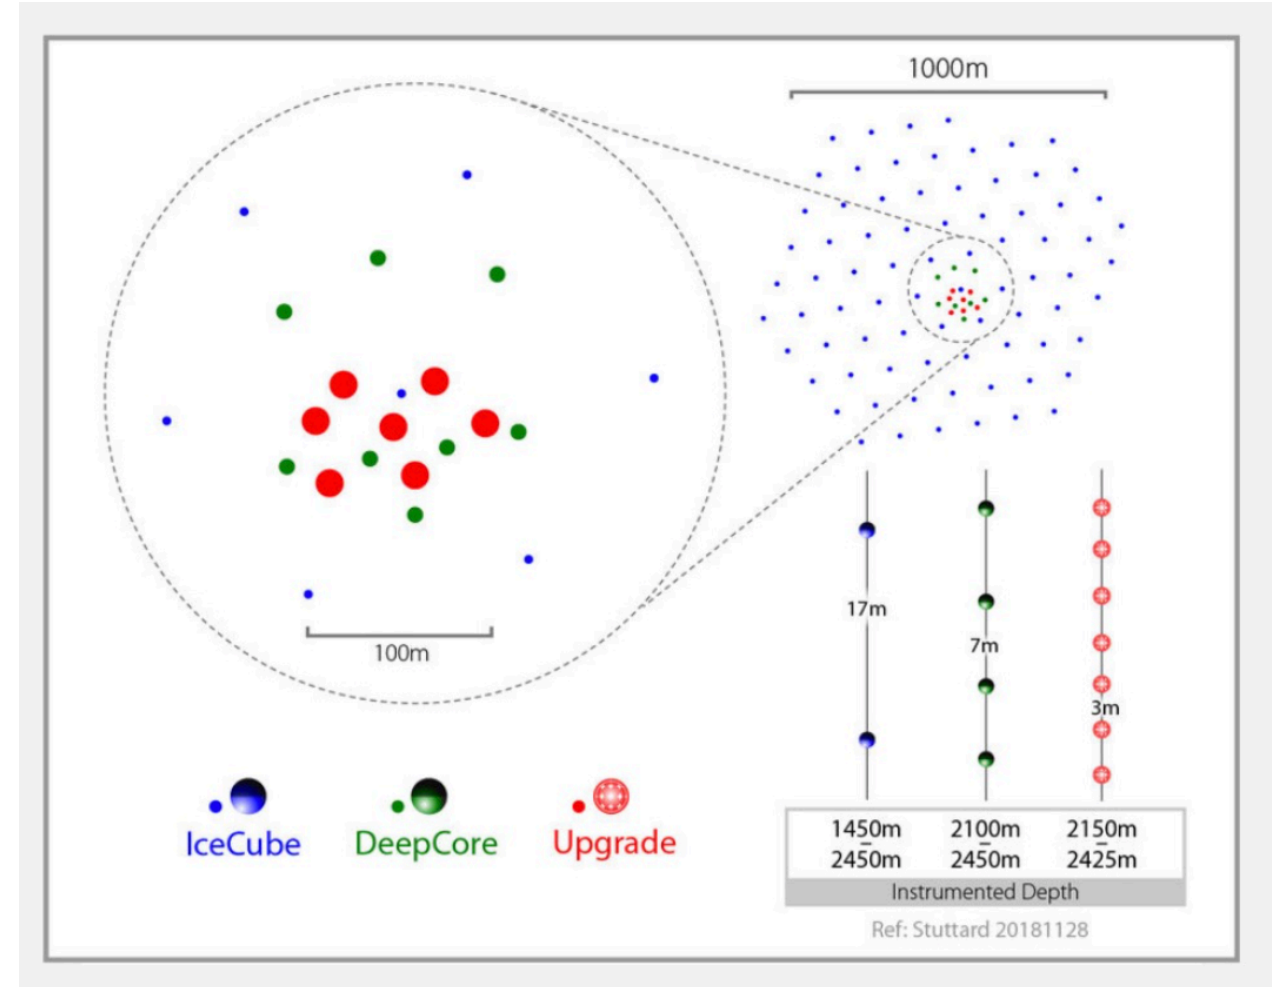 1000m
100m
17m
7m
3m
IceCube DeepCore Upgrade
1450m 2100m 2150m
– – –
2450m 2450m 2425m
Instrumented Depth
Ref: Stuttard 20181128